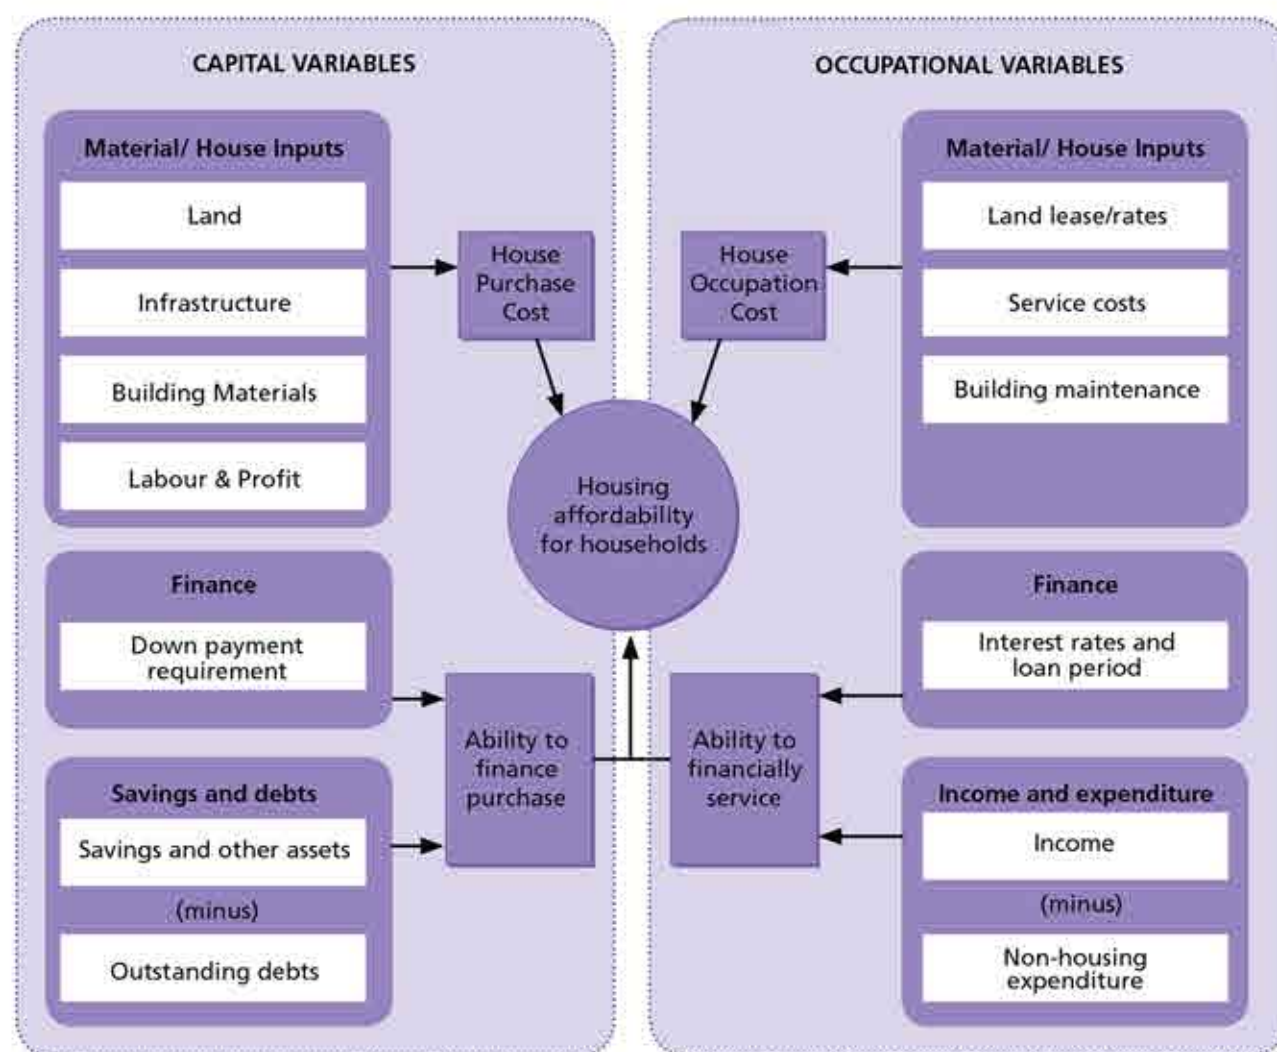 CAPITAL VARIABLES
Material/ House Inputs
Land
Infrastructure
Building Materials
Labour & Profit
House
Purchase
Cost
Finance
Down payment
requirement
Savings and debts
Savings and other assets
(minus)
Outstanding debts
Ability to
finance
purchase
Housing
affordability
for households
OCCUPATIONAL VARIABLES
Material/ House Inputs
Land lease/rates
Service costs
Building maintenance
House
Occupation
Cost
Finance
Interest rates and
loan period
Income and expenditure
Income
(minus)
Non-housing
expenditure
Ability to
financially
service